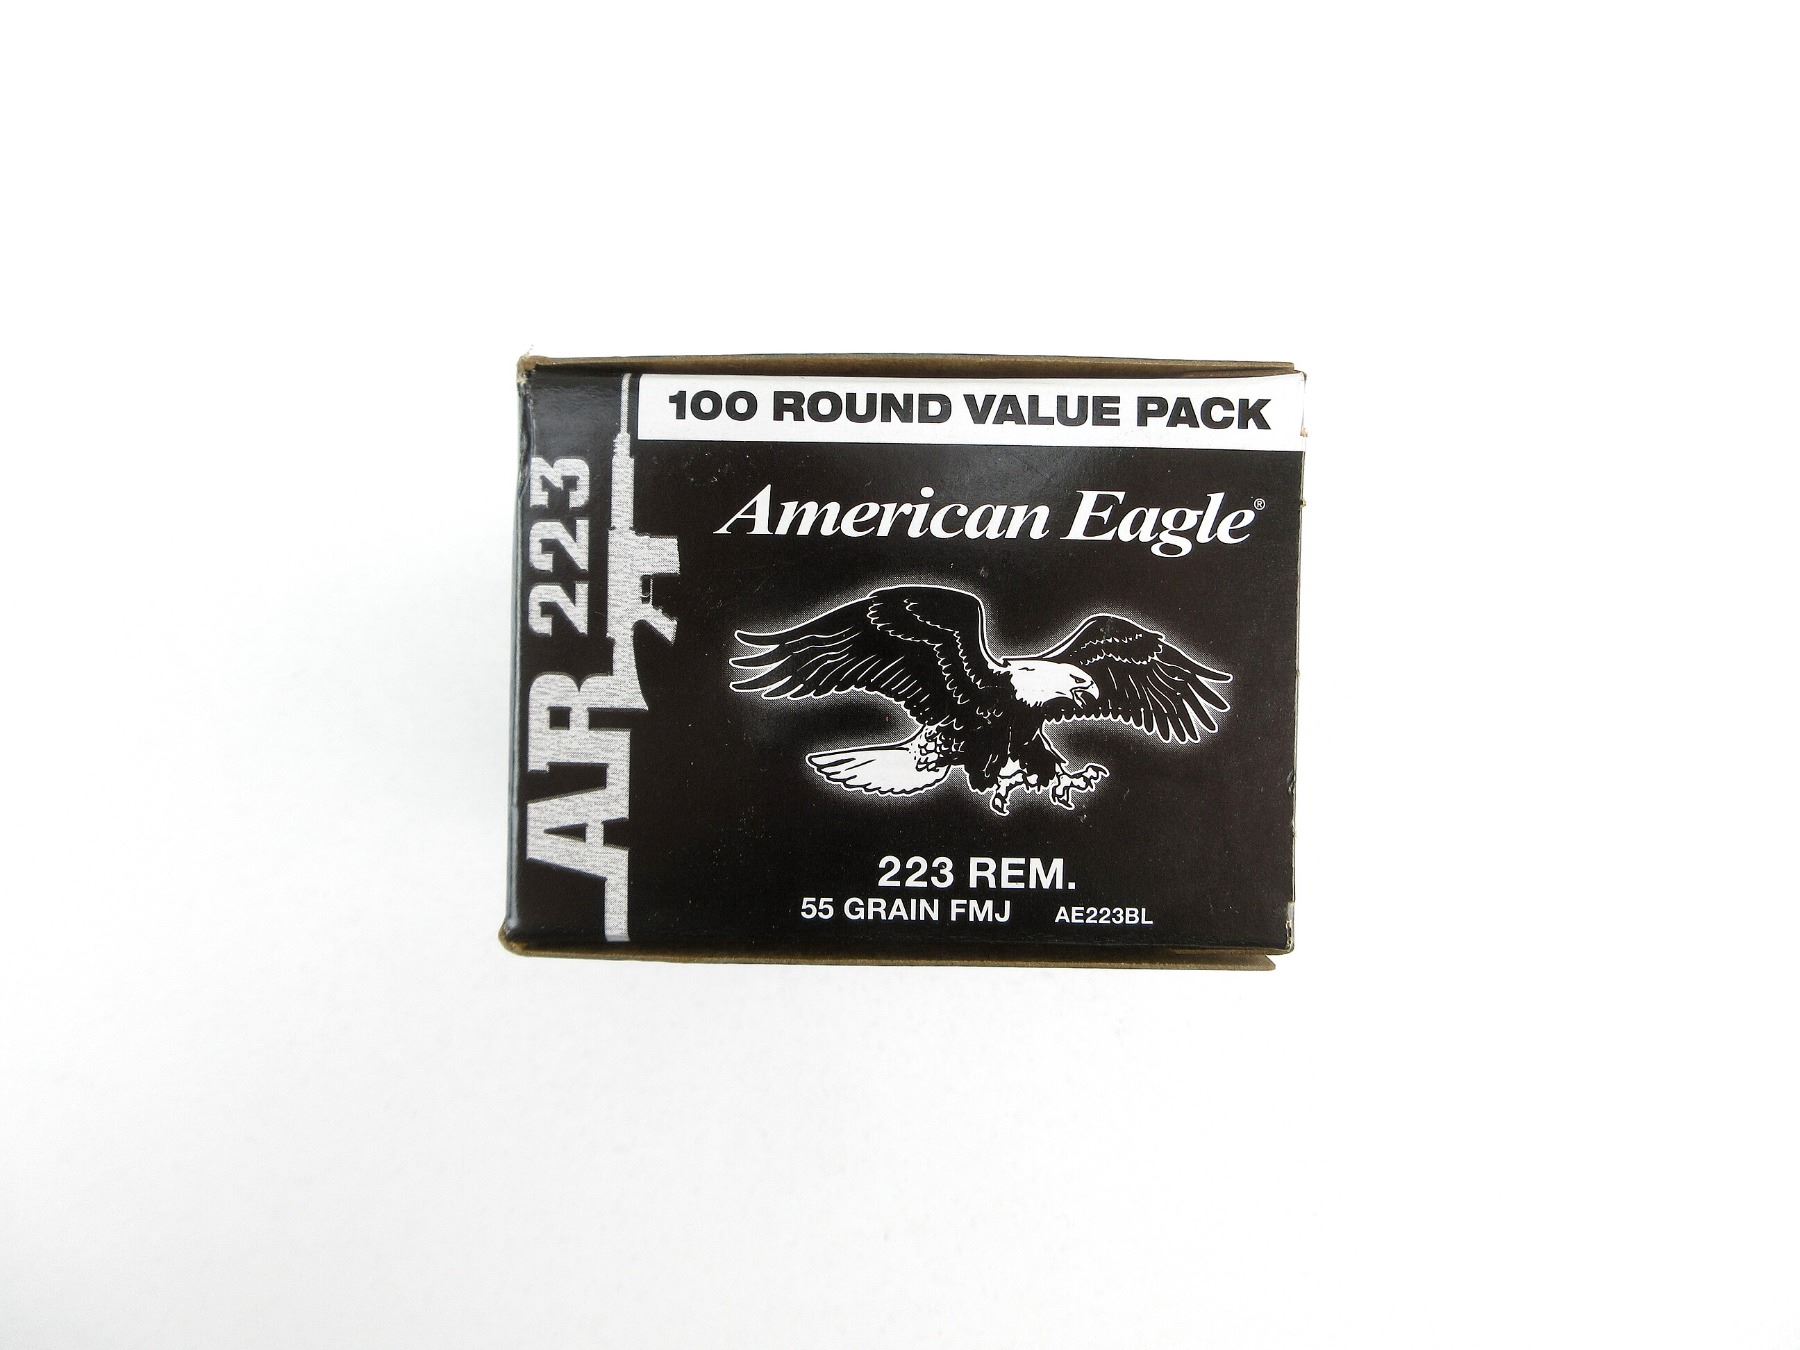 100 ROUND VALUE PACK
AR 223
American Eagle®
223 REM.
55 GRAIN FMJ AE223BL